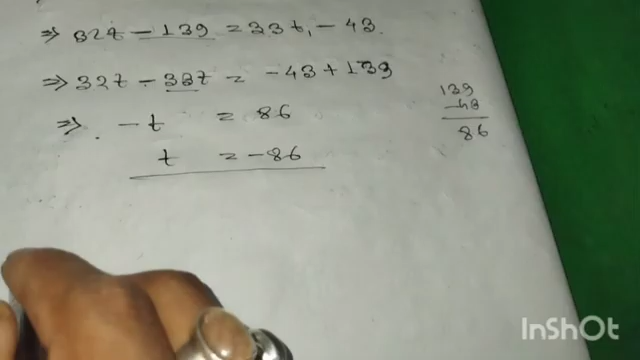 ⇒ 32t - 139 = 33t, - 43.
⇒ 32t - 33t = - 43 + 139
⇒ - t = 86
t = - 86
139
- 43
86
InShOt